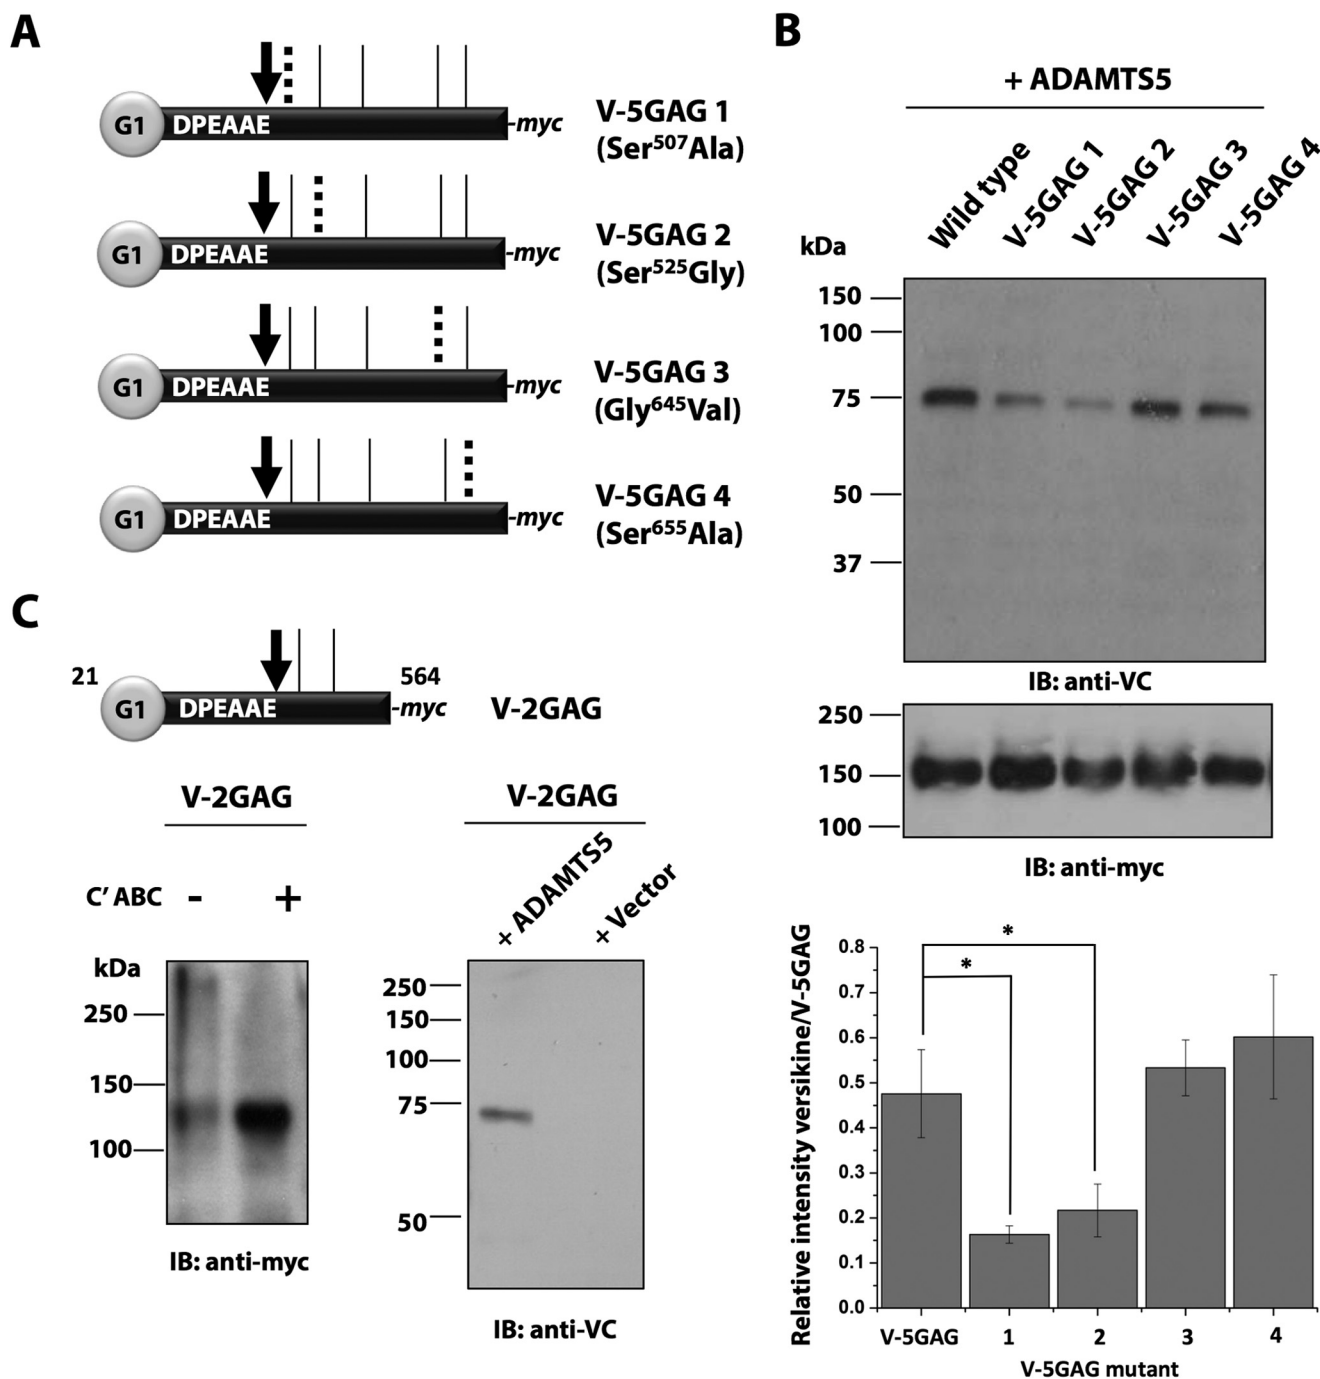 A
G1 DPEAAE -myc
V-5GAG 1
(Ser⁵⁰⁷Ala)
G1 DPEAAE -myc
V-5GAG 2
(Ser⁵²⁵Gly)
G1 DPEAAE -myc
V-5GAG 3
(Gly⁶⁴⁵Val)
G1 DPEAAE -myc
V-5GAG 4
(Ser⁶⁵⁵Ala)
B
+ ADAMTS5
Wild type
V-5GAG 1
V-5GAG 2
V-5GAG 3
V-5GAG 4
kDa
150
100
75
50
37
IB: anti-VC
250
150
100
IB: anti-myc
Relative intensity versikine/V-5GAG
0.8
0.7
0.6
0.5
0.4
0.3
0.2
0.1
0.0
* *
V-5GAG 1 2 3 4
V-5GAG mutant
C
21 564
G1 DPEAAE -myc
V-2GAG
V-2GAG
C' ABC - +
kDa
250
150
100
IB: anti-myc
V-2GAG
+ ADAMTS5
+ Vector
250
150
100
75
50
IB: anti-VC